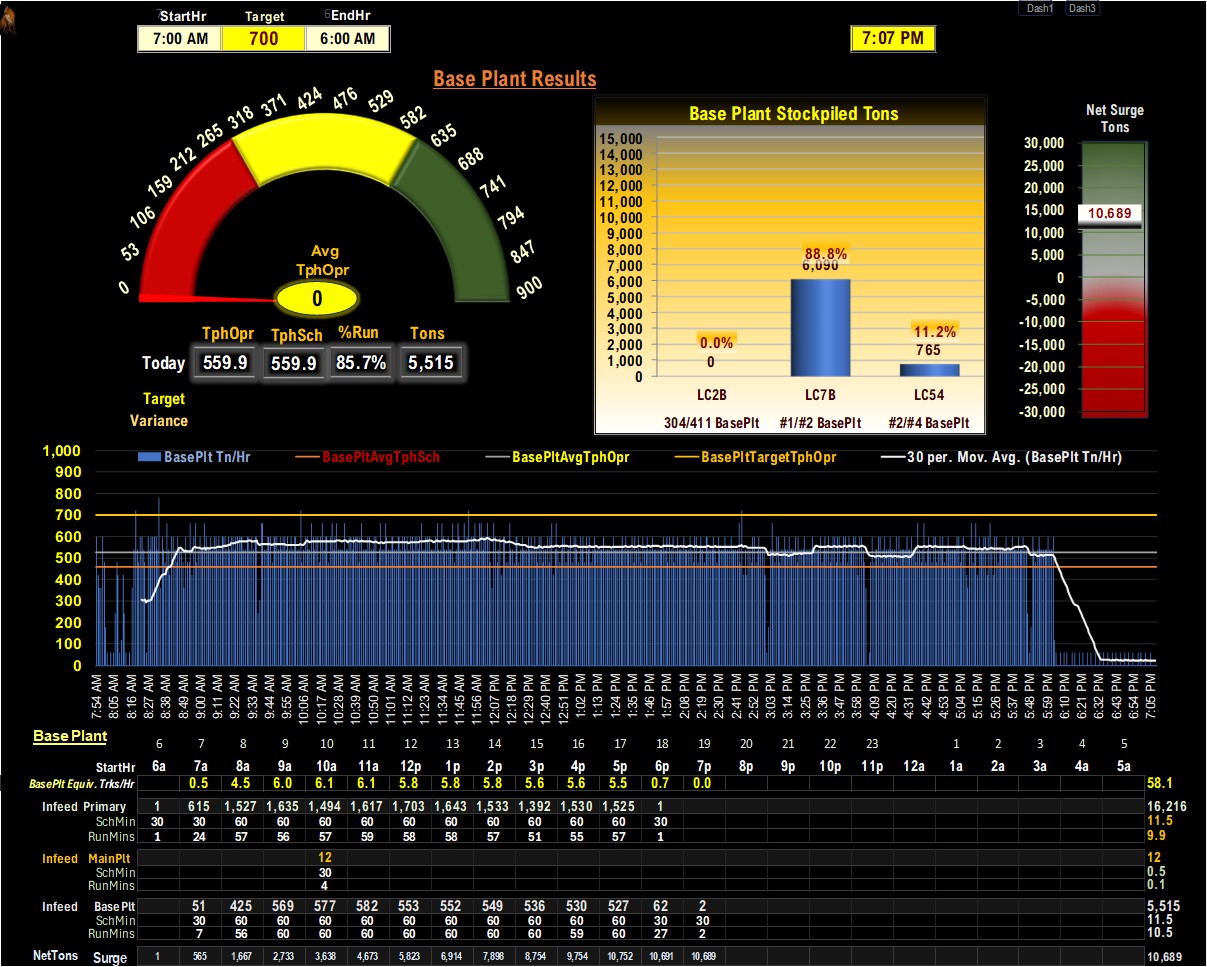 StartHr Target EndHr
7:00 AM 700 6:00 AM
7:07 PM
Dash1 Dash3
Base Plant Results
0 53 106 159 212 265 318 371 424 476 529 582 635 688 741 794 847 900
Avg
TphOpr
0
TphOpr TphSch %Run Tons
Today 559.9 559.9 85.7% 5,515
Target
Variance
Base Plant Stockpiled Tons
15,000
14,000
13,000
12,000
11,000
10,000
9,000
8,000
7,000
6,000
5,000
4,000
3,000
2,000
1,000
0
0.0% 88.8% 11.2%
0 6,090 765
LC2B LC7B LC54
304/411 BasePlt #1/#2 BasePlt #2/#4 BasePlt
Net Surge
Tons
30,000
25,000
20,000
15,000
10,000
5,000
0
-5,000
-10,000
-15,000
-20,000
-25,000
-30,000
10,689
BasePlt Tn/Hr BasePltAvgTphSch BasePltAvgTphOpr BasePltTargetTphOpr 30 per. Mov. Avg. (BasePlt Tn/Hr)
1,000
900
800
700
600
500
400
300
200
100
0
7:54 AM 8:05 AM 8:16 AM 8:27 AM 8:38 AM 8:49 AM 9:00 AM 9:11 AM 9:22 AM 9:33 AM 9:44 AM 9:55 AM 10:06 AM 10:17 AM 10:28 AM 10:39 AM 10:50 AM 11:01 AM 11:12 AM 11:23 AM 11:34 AM 11:45 AM 11:56 AM 12:07 PM 12:18 PM 12:29 PM 12:40 PM 12:51 PM 1:02 PM 1:13 PM 1:24 PM 1:35 PM 1:46 PM 1:57 PM 2:08 PM 2:19 PM 2:30 PM 2:41 PM 2:52 PM 3:03 PM 3:14 PM 3:25 PM 3:36 PM 3:47 PM 3:58 PM 4:09 PM 4:20 PM 4:31 PM 4:42 PM 4:53 PM 5:04 PM 5:15 PM 5:26 PM 5:37 PM 5:48 PM 5:59 PM 6:10 PM 6:21 PM 6:32 PM 6:43 PM 6:54 PM 7:05 PM
Base Plant
6 7 8 9 10 11 12 13 14 15 16 17 18 19 20 21 22 23 1 2 3 4 5
StartHr 6a 7a 8a 9a 10a 11a 12p 1p 2p 3p 4p 5p 6p 7p 8p 9p 10p 11p 12a 1a 2a 3a 4a 5a
BasePlt Equiv. Trks/Hr 0.5 4.5 6.0 6.1 6.1 5.8 5.8 5.8 5.6 5.6 5.5 0.7 0.0 58.1
Infeed Primary 1 615 1,527 1,635 1,494 1,617 1,703 1,643 1,533 1,392 1,530 1,525 1 16,216
SchMin 30 30 60 60 60 60 60 60 60 60 60 60 30 11.5
RunMins 1 24 57 56 57 59 58 58 57 51 55 57 1 9.9
Infeed MainPlt 12 12
SchMin 30 0.5
RunMins 4 0.1
Infeed BasePlt 51 425 569 577 582 553 552 549 536 530 527 62 2 5,515
SchMin 30 60 60 60 60 60 60 60 60 60 60 30 30 11.5
RunMins 7 56 60 60 60 60 60 60 60 59 60 27 2 10.5
NetTons Surge 1 565 1,667 2,733 3,638 4,673 5,823 6,914 7,898 8,754 9,754 10,752 10,691 10,689 10,689